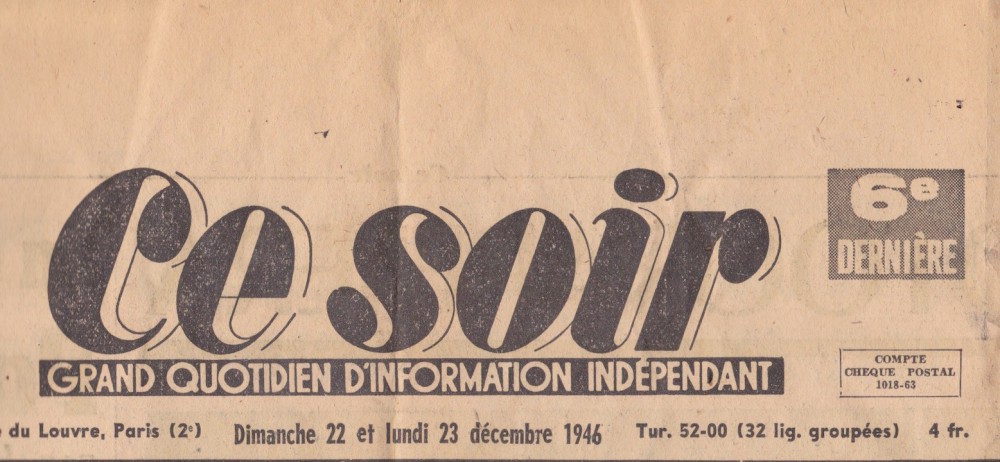 Ce soir
6e
DERNIÈRE
GRAND QUOTIDIEN D'INFORMATION INDÉPENDANT
COMPTE
CHEQUE POSTAL
1018-63
du Louvre, Paris (2e) Dimanche 22 et lundi 23 décembre 1946 Tur. 52-00 (32 lig. groupées) 4 fr.